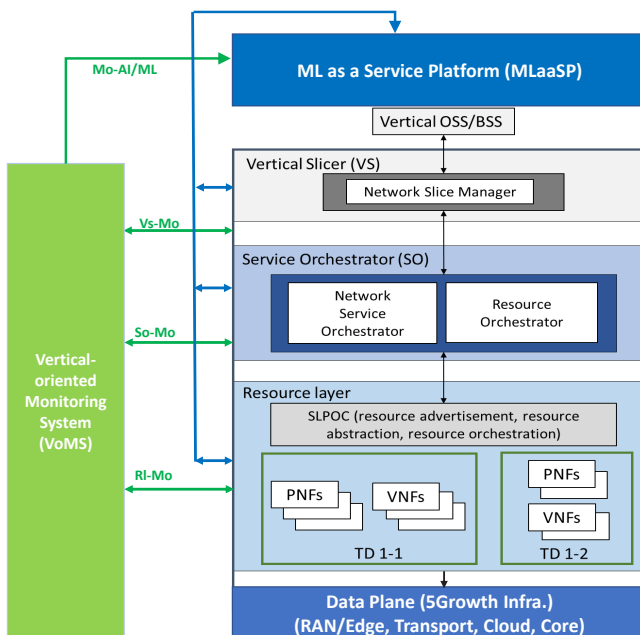 ML as a Service Platform (MLaaSP)
Mo-AI/ML
Vertical OSS/BSS
Vertical Slicer (VS)
Network Slice Manager
Vs-Mo
Service Orchestrator (SO)
Network
Service
Orchestrator
Resource
Orchestrator
So-Mo
Vertical-
oriented
Monitoring
System
(VoMS)
Resource layer
SLPOC (resource advertisement, resource
abstraction, resource orchestration)
Rl-Mo
PNFs
VNFs
TD 1-1
PNFs
VNFs
TD 1-2
Data Plane (5Growth Infra.)
(RAN/Edge, Transport, Cloud, Core)